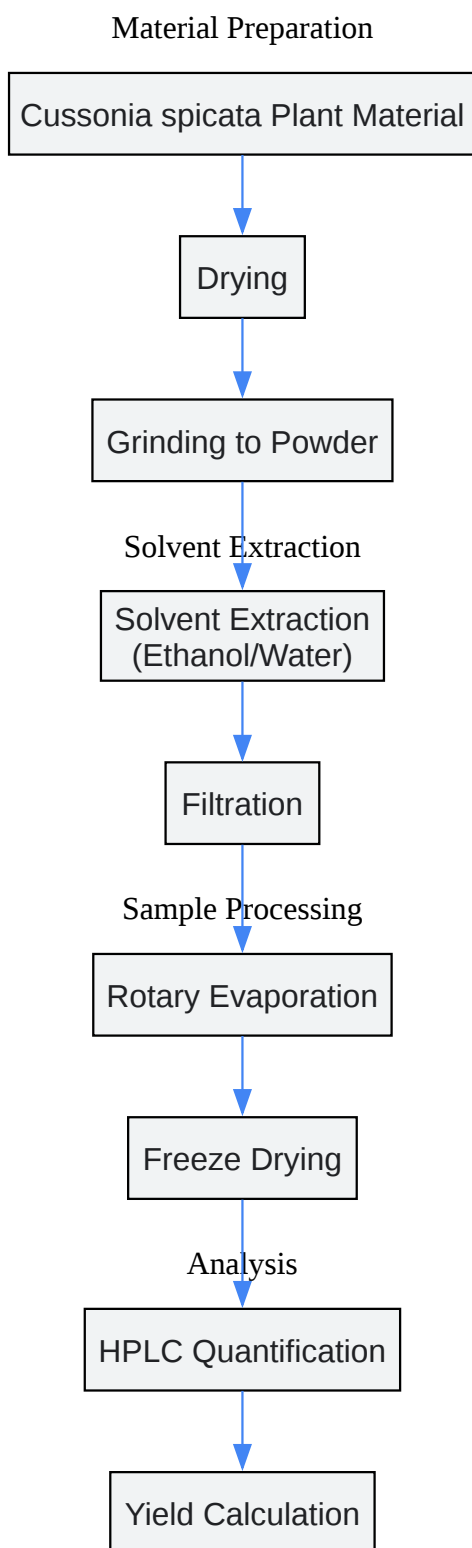 Material Preparation
Cussonia spicata Plant Material
Drying
Grinding to Powder
Solvent Extraction
Solvent Extraction
(Ethanol/Water)
Filtration
Sample Processing
Rotary Evaporation
Freeze Drying
Analysis
HPLC Quantification
Yield Calculation